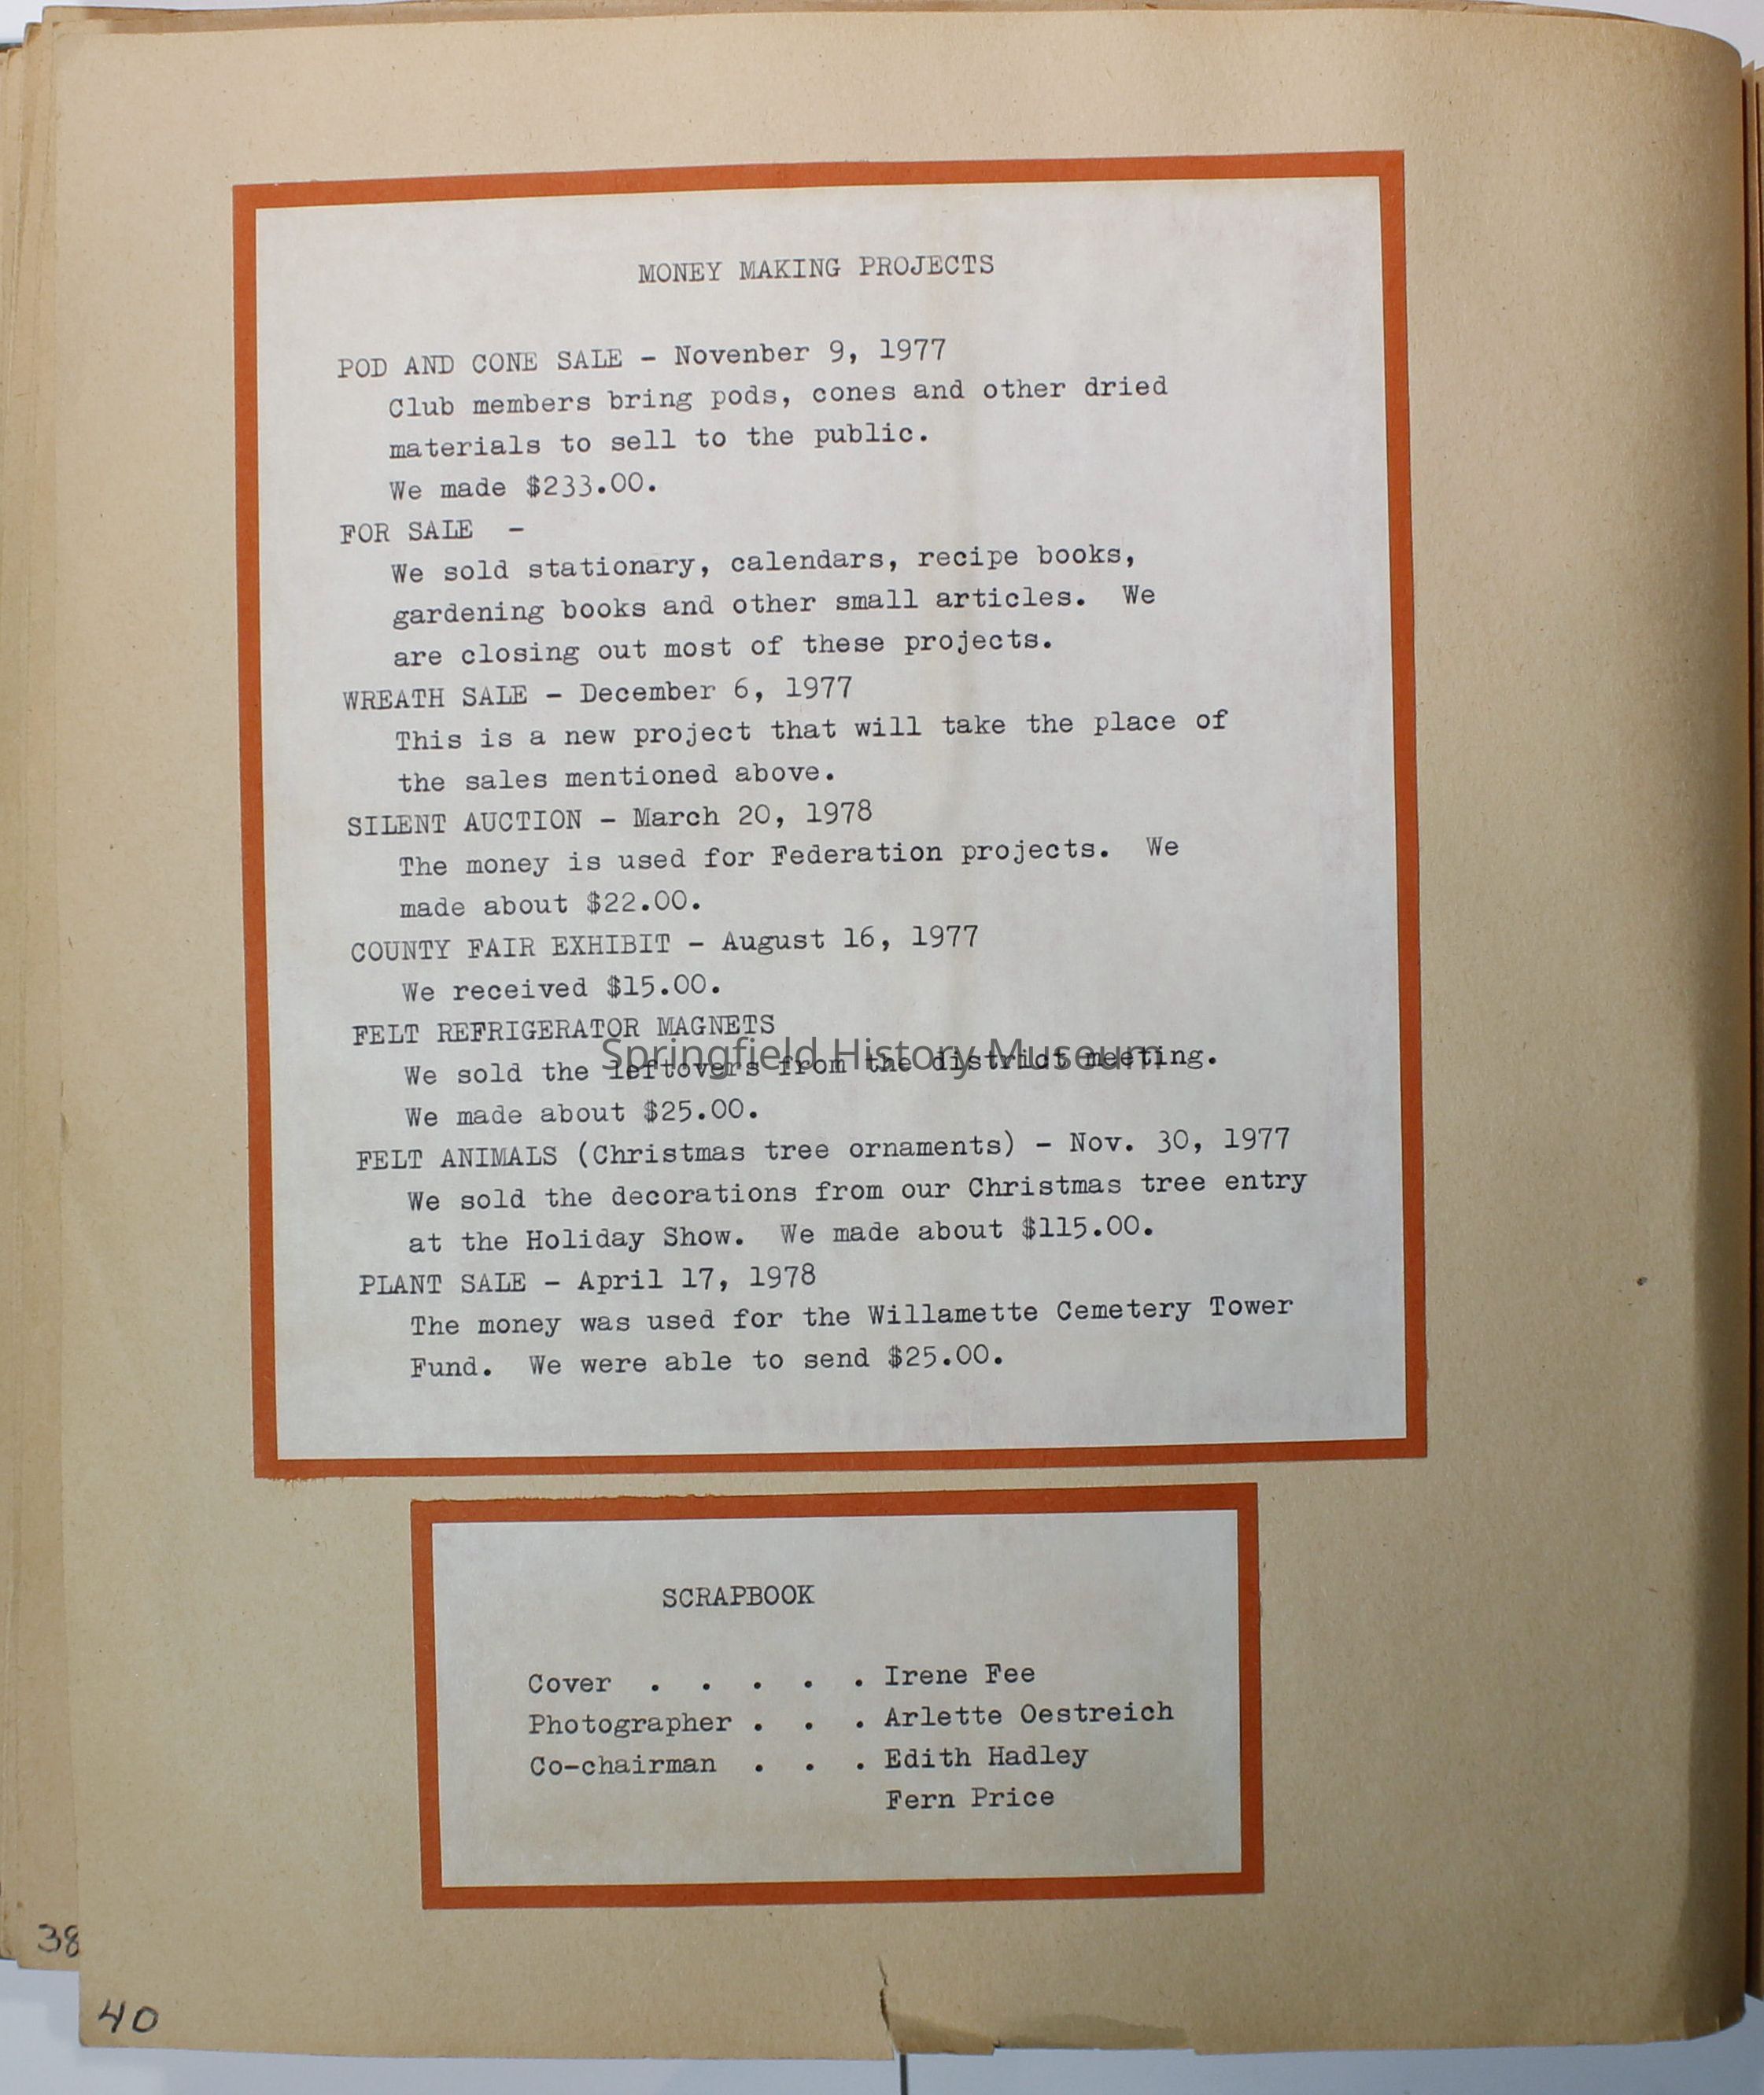 MONEY MAKING PROJECTS
POD AND CONE SALE - Novenber 9, 1977
Club members bring pods, cones and other dried
materials to sell to the public.
We made $233.00.
FOR SALE -
We sold stationary, calendars, recipe books,
gardening books and other small articles. We
are closing out most of these projects.
WREATH SALE - December 6, 1977
This is a new project that will take the place of
the sales mentioned above.
SILENT AUCTION - March 20, 1978
The money is used for Federation projects. We
made about $22.00.
COUNTY FAIR EXHIBIT - August 16, 1977
We received $15.00.
FELT REFRIGERATOR MAGNETS
Springfield History Museum
We sold the leftovers from the district meeting.
We made about $25.00.
FELT ANIMALS (Christmas tree ornaments) - Nov. 30, 1977
We sold the decorations from our Christmas tree entry
at the Holiday Show. We made about $115.00.
PLANT SALE - April 17, 1978
The money was used for the Willamette Cemetery Tower
Fund. We were able to send $25.00.
SCRAPBOOK
Cover . . . . . Irene Fee
Photographer . . . Arlette Oestreich
Co-chairman . . . Edith Hadley
Fern Price
38
40